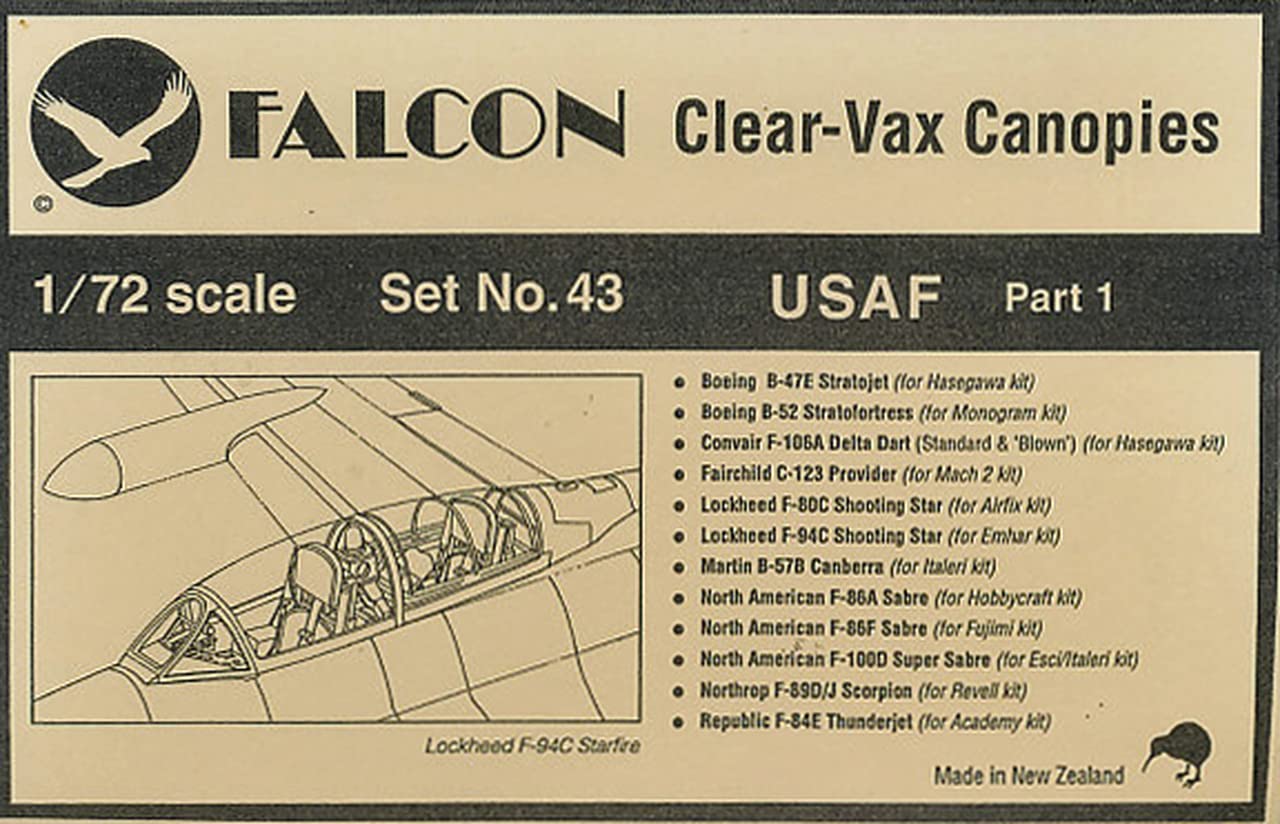 FALCON Clear-Vax Canopies
©
1/72 scale Set No. 43 USAF Part 1
• Boeing B-47E Stratojet (for Hasegawa kit)
• Boeing B-52 Stratofortress (for Monogram kit)
• Convair F-106A Delta Dart (Standard & 'Blown') (for Hasegawa kit)
• Fairchild C-123 Provider (for Mach 2 kit)
• Lockheed F-80C Shooting Star (for Airfix kit)
• Lockheed F-94C Shooting Star (for Emhar kit)
• Martin B-57B Canberra (for Italeri kit)
• North American F-86A Sabre (for Hobbycraft kit)
• North American F-86F Sabre (for Fujimi kit)
• North American F-100D Super Sabre (for Esci/Italeri kit)
• Northrop F-89D/J Scorpion (for Revell kit)
• Republic F-84E Thunderjet (for Academy kit)
Lockheed F-94C Starfire
Made in New Zealand